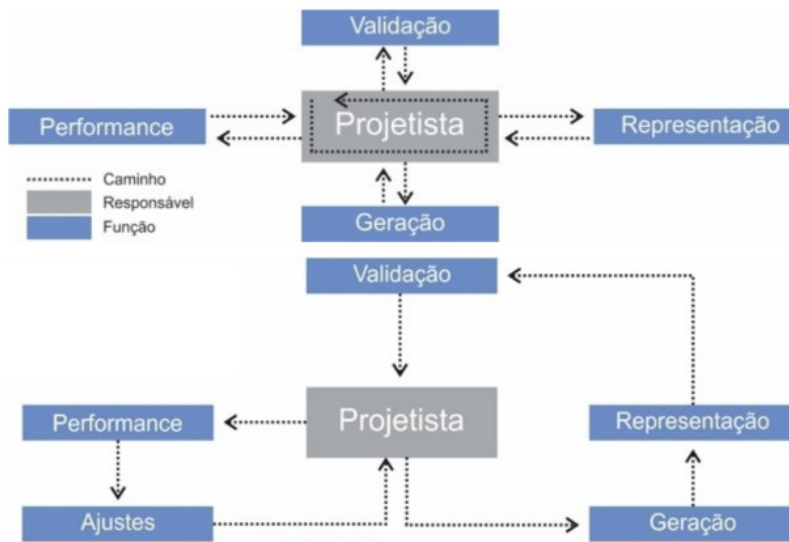 Validação
Performance
Projetista
Representação
Caminho
Responsável
Função
Geração
Validação
Performance
Projetista
Representação
Ajustes
Geração